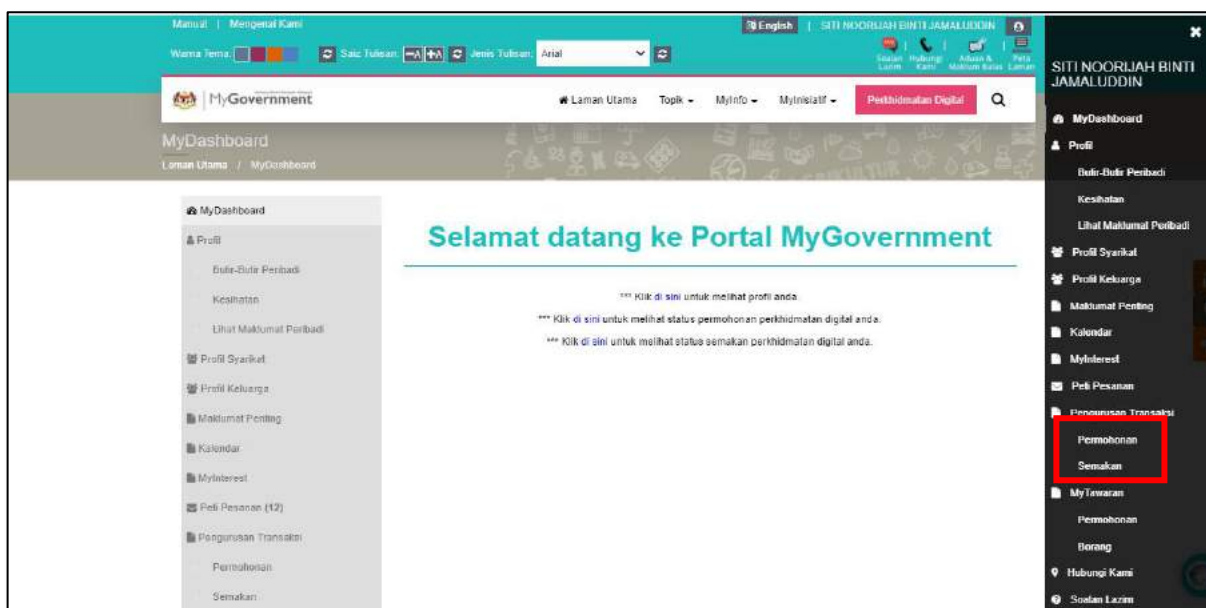 Manual | Mengenai Kami
English | SITI NOORIJAH BINTI JAMALUDDIN
Warna Tema: Saiz Tulisan: -A +A Jenis Tulisan: Arial
Soalan Lazim
Hubungi Kami
Aduan & Maklum Balas
Peta Laman
MyGovernment
Laman Utama Topik MyInfo MyInisiatif Perkhidmatan Digital
MyDashboard
Laman Utama / MyDashboard
MyDashboard
Profil
Butir-Butir Peribadi
Kesihatan
Lihat Maklumat Peribadi
Profil Syarikat
Profil Keluarga
Maklumat Penting
Kalendar
MyInterest
Peti Pesanan (12)
Pengurusan Transaksi
Permohonan
Semakan
Selamat datang ke Portal MyGovernment
*** Klik di sini untuk melihat profil anda
*** Klik di sini untuk melihat status permohonan perkhidmatan digital anda.
*** Klik di sini untuk melihat status semakan perkhidmatan digital anda.
SITI NOORIJAH BINTI
JAMALUDDIN
MyDashboard
Profil
Butir-Butir Peribadi
Kesihatan
Lihat Maklumat Peribadi
Profil Syarikat
Profil Keluarga
Maklumat Penting
Kalendar
MyInterest
Peti Pesanan
Pengurusan Transaksi
Permohonan
Semakan
MyTawaran
Permohonan
Borang
Hubungi Kami
Soalan Lazim